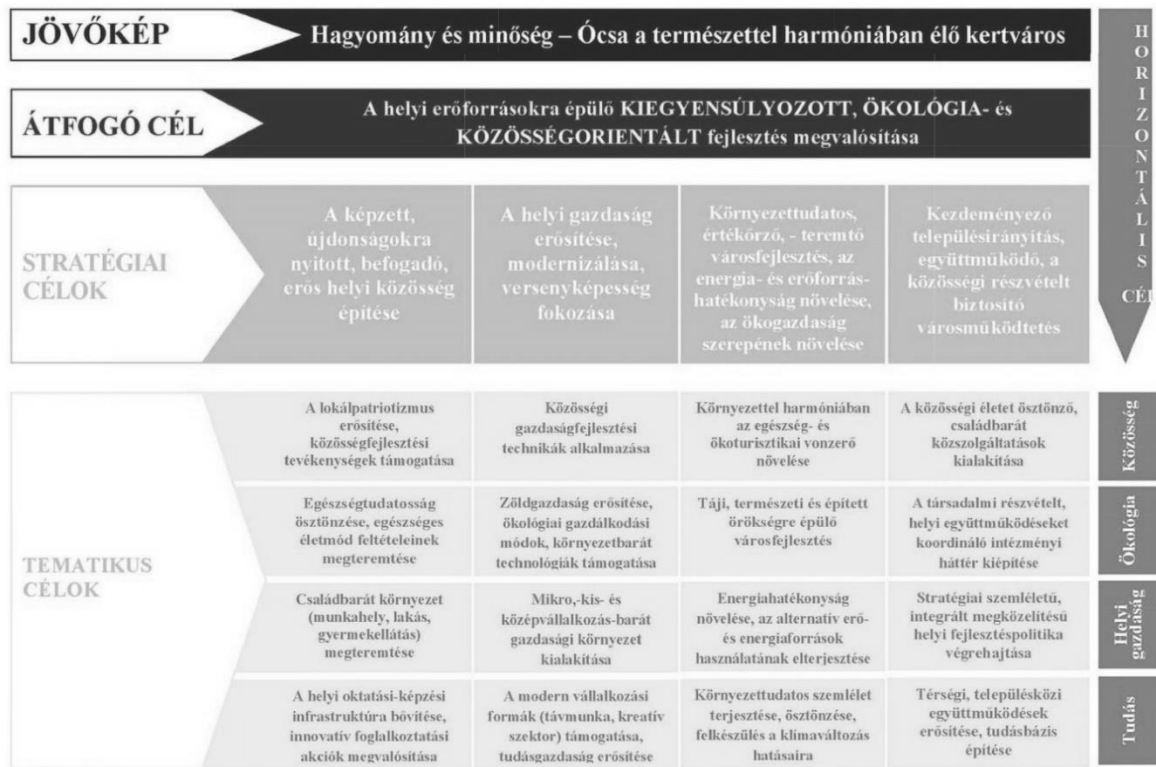 JÖVŐKÉP
Hagyomány és minőség – Ócsa a természettel harmóniában élő kertváros
ÁTFOGÓ CÉL
A helyi erőforrásokra épülő KIEGYENSÚLYOZOTT, ÖKOLÓGIA- és
KÖZÖSSÉGORIENTÁLT fejlesztés megvalósítása
HORIZONTÁLIS
CÉL
STRATÉGIAI
CÉLOK
A képzett,
újdonságokra
nyitott, befogadó,
erős helyi közösség
építése
A helyi gazdaság
erősítése,
modernizálása,
versenyképesség
fokozása
Környezettudatos,
értékőrző, - teremtő
városfejlesztés, az
energia- és erőforrás-
hatékonyság növelése,
az ökogazdaság
szerepének növelése
Kezdeményező
településirányítás,
együttműködó, a
közösségi részvételt
biztosító
városműködtetés
TEMATIKUS
CÉLOK
A lokálpatriotizmus
erősítése,
közösségfejlesztési
tevékenységek támogatása
Közösségi
gazdaságfejlesztési
technikák alkalmazása
Környezettel harmóniában
az egészség- és
ökoturisztikai vonzerő
növelése
A közösségi életet ösztönző,
családbarát
közszolgáltatások
kialakítása
Közösség
Egészségtudatosság
ösztönzése, egészséges
életmód feltételeinek
megteremtése
Zöldgazdaság erősítése,
ökológiai gazdálkodási
módok, környezetbarát
technológiák támogatása
Táji, természeti és épített
örökségre épülő
városfejlesztés
A társadalmi részvételt,
helyi együttműködéseket
koordináló intézményi
háttér kiépítése
Ökológia
Családbarát környezet
(munkahely, lakás,
gyermekellátás)
megteremtése
Mikro,-kis- és
középvállalkozás-barát
gazdasági környezet
kialakítása
Energiahatékonyság
növelése, az alternatív erő-
és energiaforrások
használatának elterjesztése
Stratégiai szemléletű,
integrált megközelítésű
helyi fejlesztéspolitika
végrehajtása
Helyi
gazdaság
A helyi oktatási-képzési
infrastruktúra bővítése,
innovatív foglalkoztatási
akciók megvalósítása
A modern vállalkozási
formák (távmunka, kreatív
szektor) támogatása,
tudásgazdaság erősítése
Környezettudatos szemlélet
terjesztése, ösztönzése,
felkészülés a klímaváltozás
hatásaira
Térségi, településközi
együttműködések
erősítése, tudásbázis
építése
Tudás